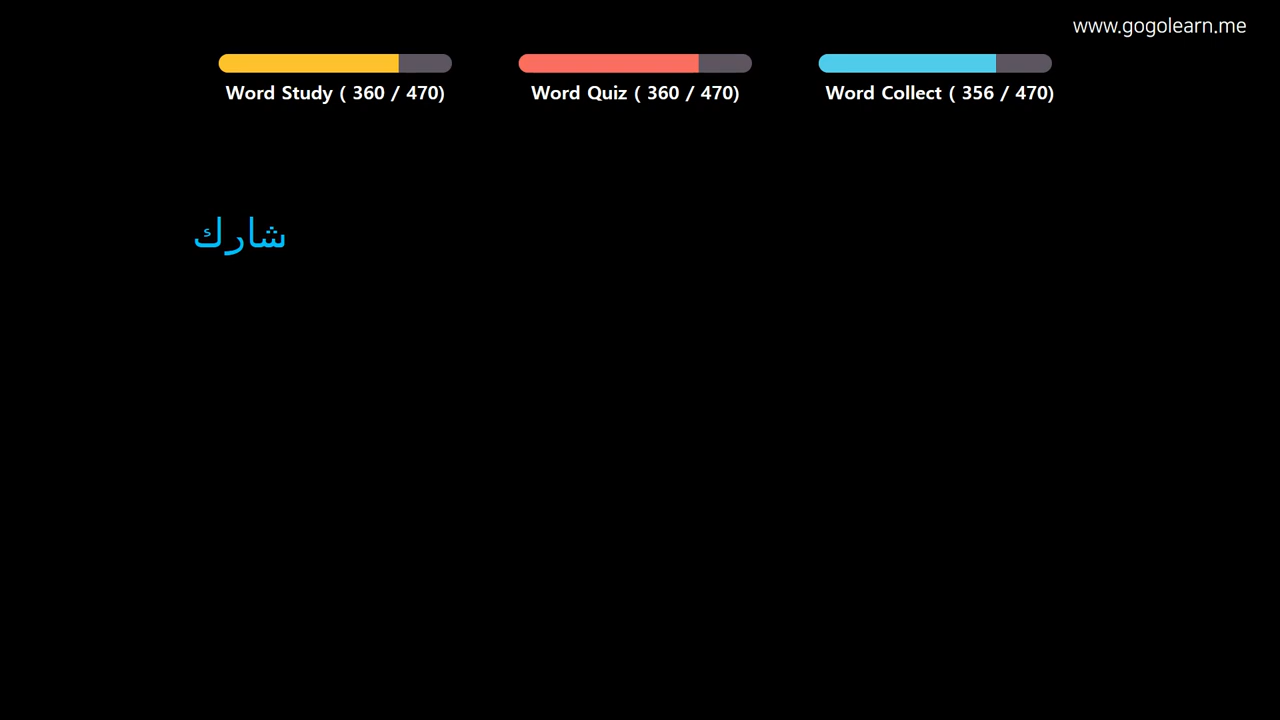 www.gogolearn.me
Word Study ( 360 / 470)
Word Quiz ( 360 / 470)
Word Collect ( 356 / 470)
شارك